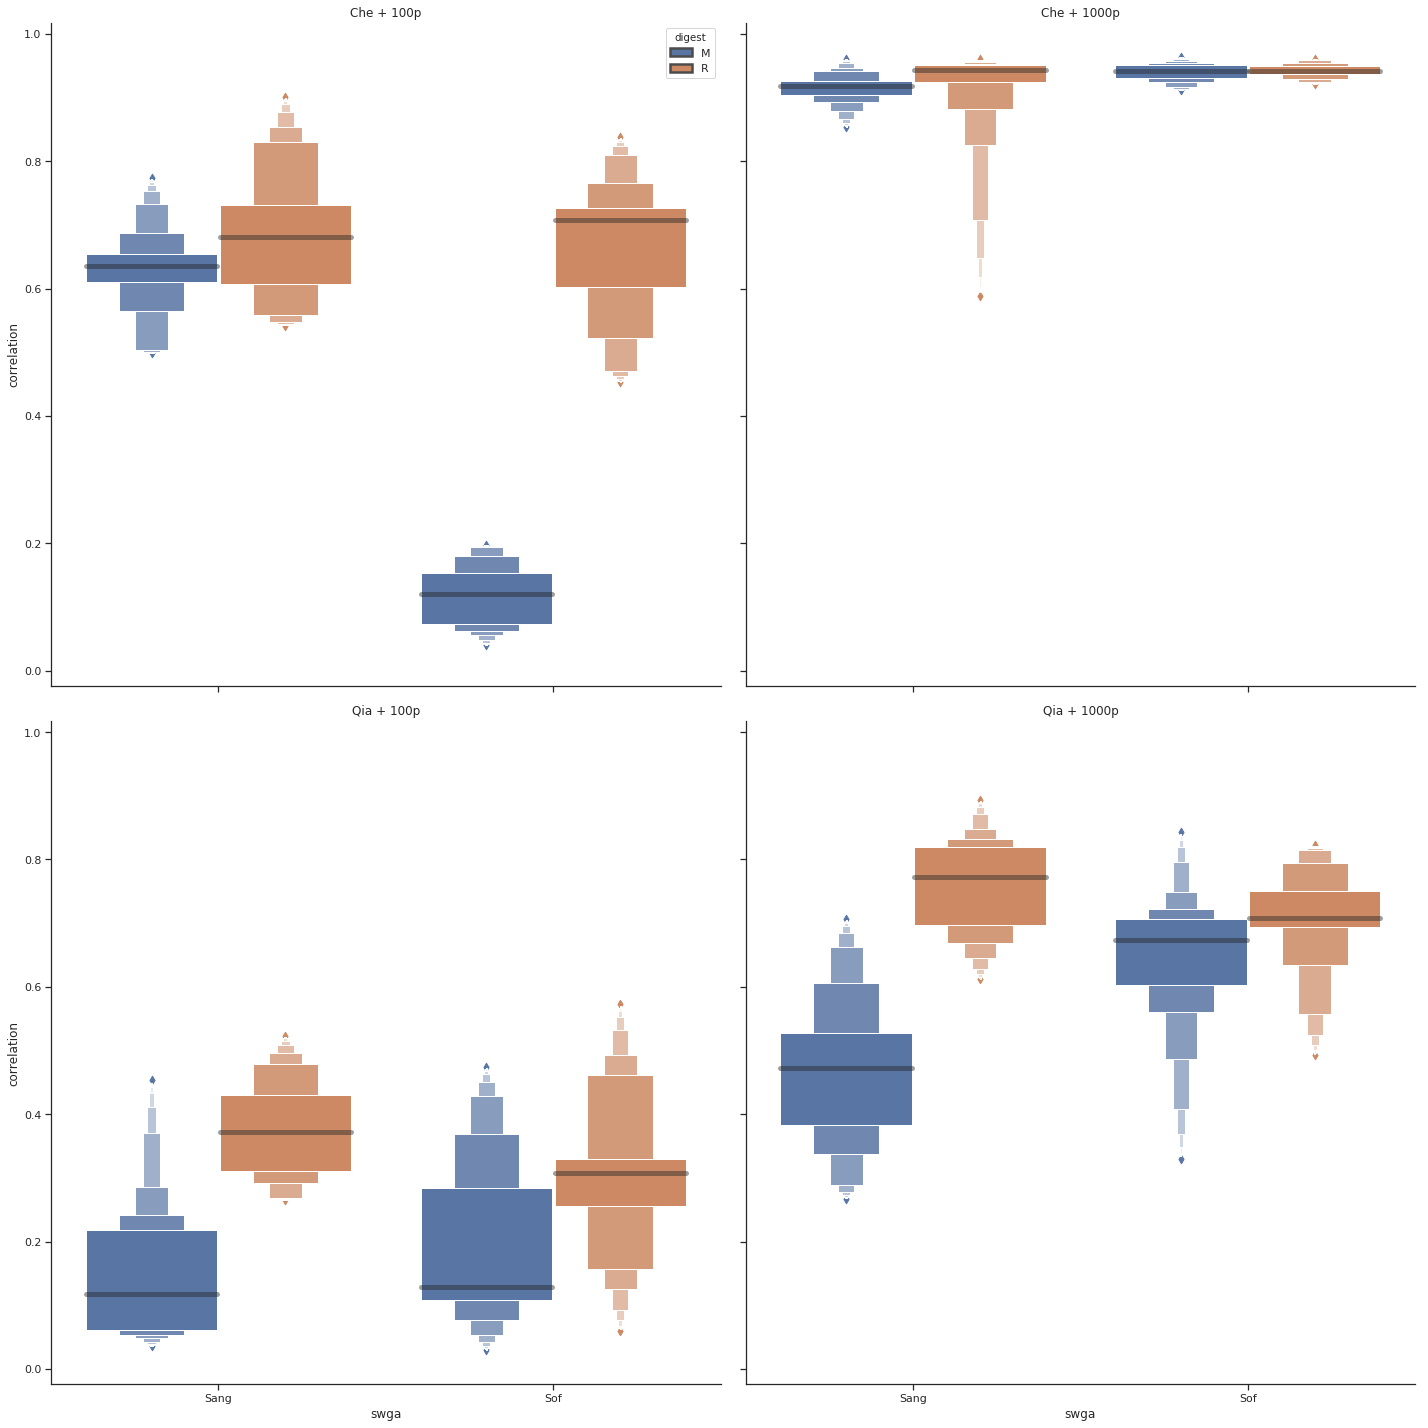 Che + 100p
Che + 1000p
digest
M
R
1.0
0.8
0.6
0.4
0.2
0.0
correlation
Qia + 100p
Qia + 1000p
1.0
0.8
0.6
0.4
0.2
0.0
correlation
Sang
Sof
Sang
Sof
swga
swga